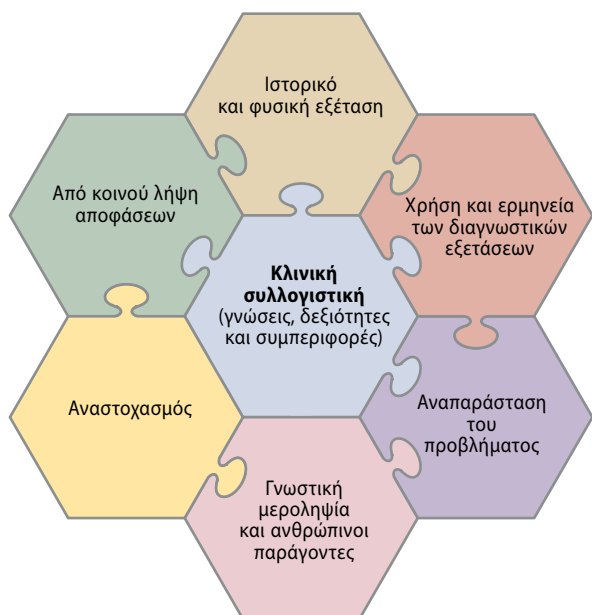 Ιστορικό
και φυσική εξέταση
Από κοινού λήψη
αποφάσεων
Χρήση και ερμηνεία
των διαγνωστικών
εξετάσεων
Κλινική
συλλογιστική
(γνώσεις, δεξιότητες
και συμπεριφορές)
Αναστοχασμός
Αναπαράσταση
του
προβλήματος
Γνωστική
μεροληψία
και ανθρώπινοι
παράγοντες